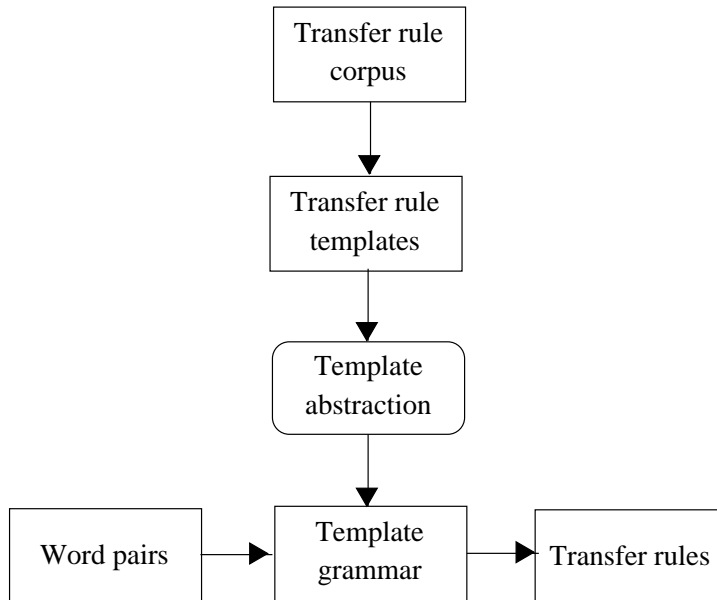 Transfer rule
corpus
Transfer rule
templates
Template
abstraction
Word pairs
Template
grammar
Transfer rules